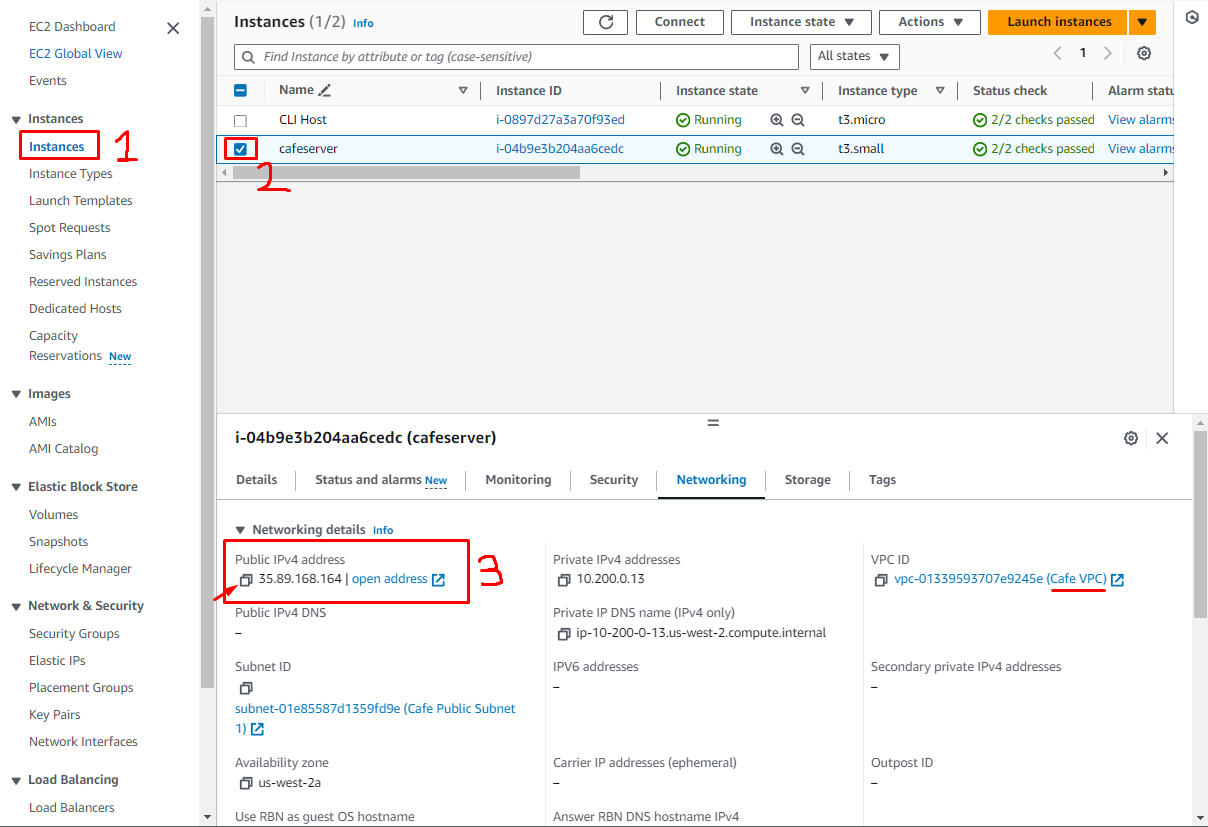 EC2 Dashboard
EC2 Global View
Events
Instances
Instances
1
Instance Types
Launch Templates
Spot Requests
Savings Plans
Reserved Instances
Dedicated Hosts
Capacity
Reservations New
Images
AMIs
AMI Catalog
Elastic Block Store
Volumes
Snapshots
Lifecycle Manager
Network & Security
Security Groups
Elastic IPs
Placement Groups
Key Pairs
Network Interfaces
Load Balancing
Load Balancers
Instances (1/2) Info
Connect
Instance state
Actions
Launch instances
Find Instance by attribute or tag (case-sensitive)
All states
1
Name Instance ID Instance state Instance type Status check Alarm statu
CLI Host i-0897d27a3a70f93ed Running t3.micro 2/2 checks passed View alarms
cafeserver i-04b9e3b204aa6cedc Running t3.small 2/2 checks passed View alarms
2
i-04b9e3b204aa6cedc (cafeserver)
Details Status and alarms New Monitoring Security Networking Storage Tags
Networking details Info
Public IPv4 address
35.89.168.164 | open address
3
Public IPv4 DNS
–
Subnet ID
subnet-01e85587d1359fd9e (Cafe Public Subnet
1)
Availability zone
us-west-2a
Use RBN as guest OS hostname
Private IPv4 addresses
10.200.0.13
Private IP DNS name (IPv4 only)
ip-10-200-0-13.us-west-2.compute.internal
IPV6 addresses
–
Carrier IP addresses (ephemeral)
–
Answer RBN DNS hostname IPv4
VPC ID
vpc-01339593707e9245e (Cafe VPC)
Secondary private IPv4 addresses
–
Outpost ID
–